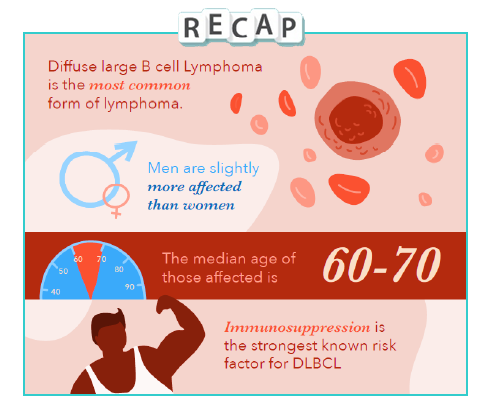 RECAP
Diffuse large B cell Lymphoma
is the most common
form of lymphoma.
Men are slightly
more affected
than women
40
50
60
70
80
90
The median age of
those affected is
60-70
Immunosuppression is
the strongest known risk
factor for DLBCL